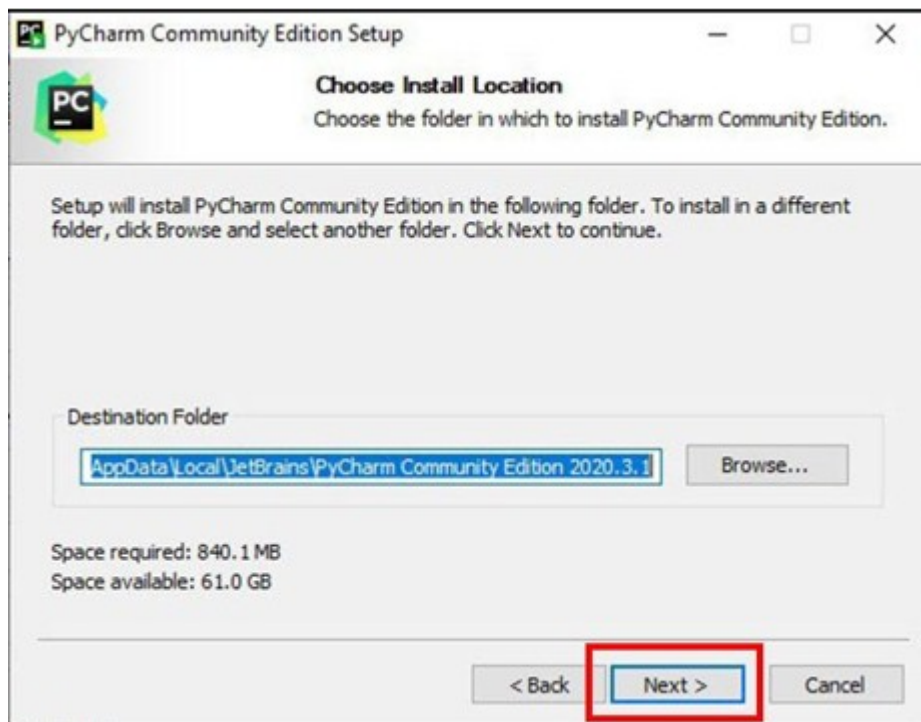 PyCharm Community Edition Setup
PC
Choose Install Location
Choose the folder in which to install PyCharm Community Edition.
Setup will install PyCharm Community Edition in the following folder. To install in a different
folder, click Browse and select another folder. Click Next to continue.
Destination Folder
AppData\Local\JetBrains\PyCharm Community Edition 2020.3.1
Browse...
Space required: 840.1 MB
Space available: 61.0 GB
< Back
Next >
Cancel